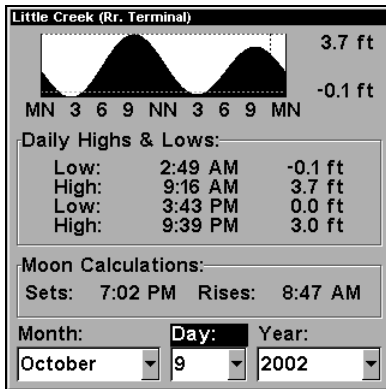 Little Creek (Rr. Terminal)
3.7 ft
-0.1 ft
MN 3 6 9 NN 3 6 9 MN
Daily Highs & Lows:
Low: 2:49 AM -0.1 ft
High: 9:16 AM 3.7 ft
Low: 3:43 PM 0.0 ft
High: 9:39 PM 3.0 ft
Moon Calculations:
Sets: 7:02 PM Rises: 8:47 AM
Month: Day: Year:
October 9 2002